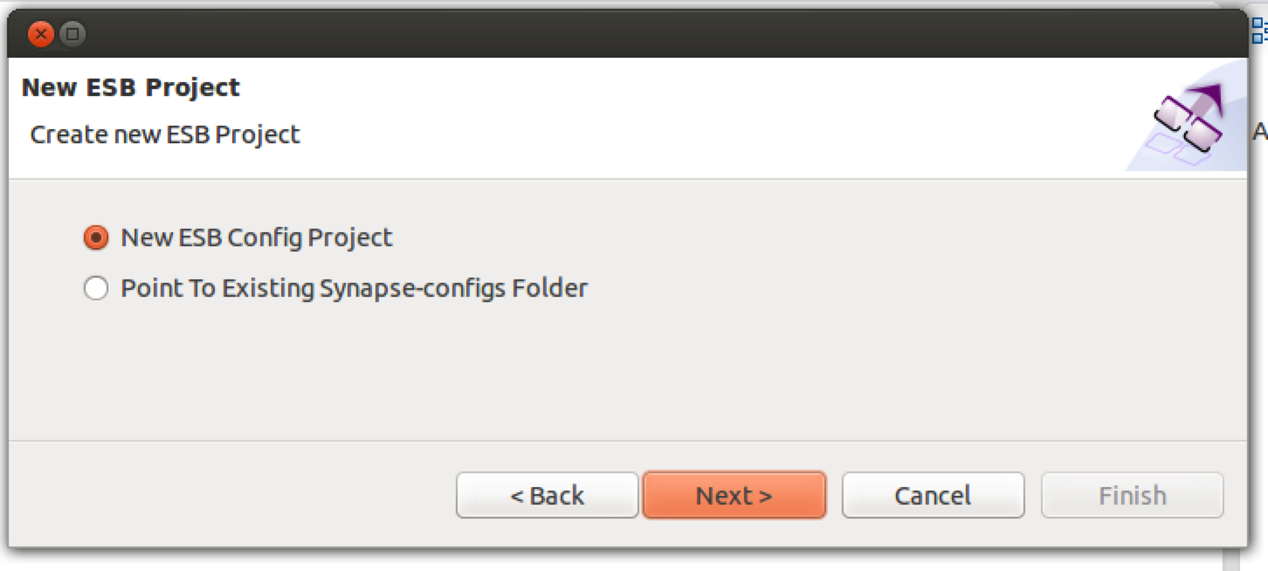 New ESB Project
Create new ESB Project
New ESB Config Project
Point To Existing Synapse-configs Folder
< Back
Next >
Cancel
Finish